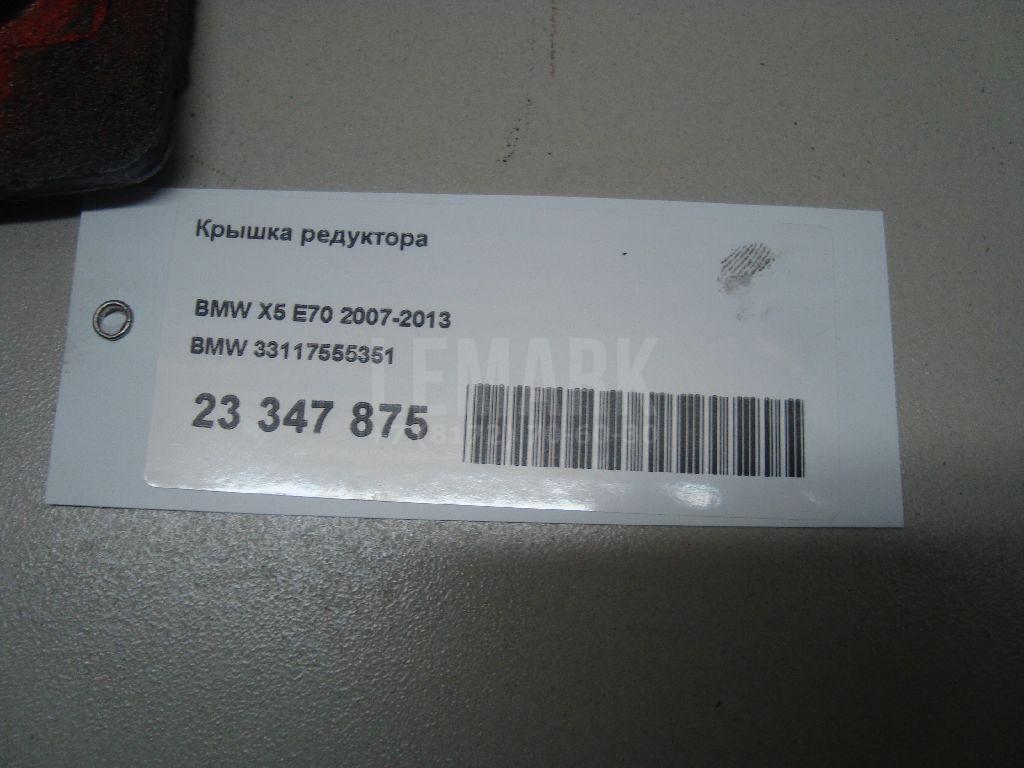 Крышка редуктора
BMW X5 E70 2007-2013
BMW 33117555351
LEMARK
23 347 875